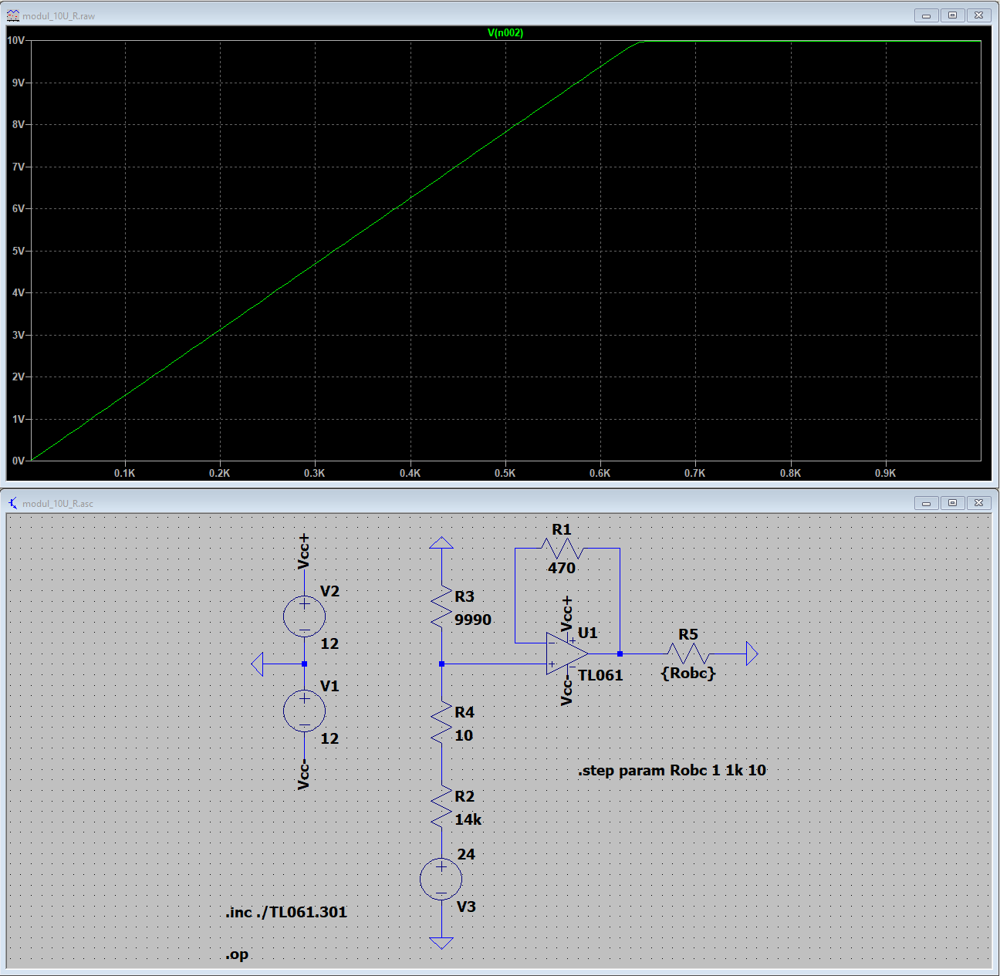 modul_10U_R.raw
V(n002)
10V
9V
8V
7V
6V
5V
4V
3V
2V
1V
0V
0.1K 0.2K 0.3K 0.4K 0.5K 0.6K 0.7K 0.8K 0.9K
modul_10U_R.asc
Vcc+
V2
12
V1
12
Vcc-
R3
9990
R4
10
R2
14k
24
V3
R1
470
Vcc+
U1
TL061
Vcc-
R5
{Robc}
.step param Robc 1 1k 10
.inc ./TL061.301
.op